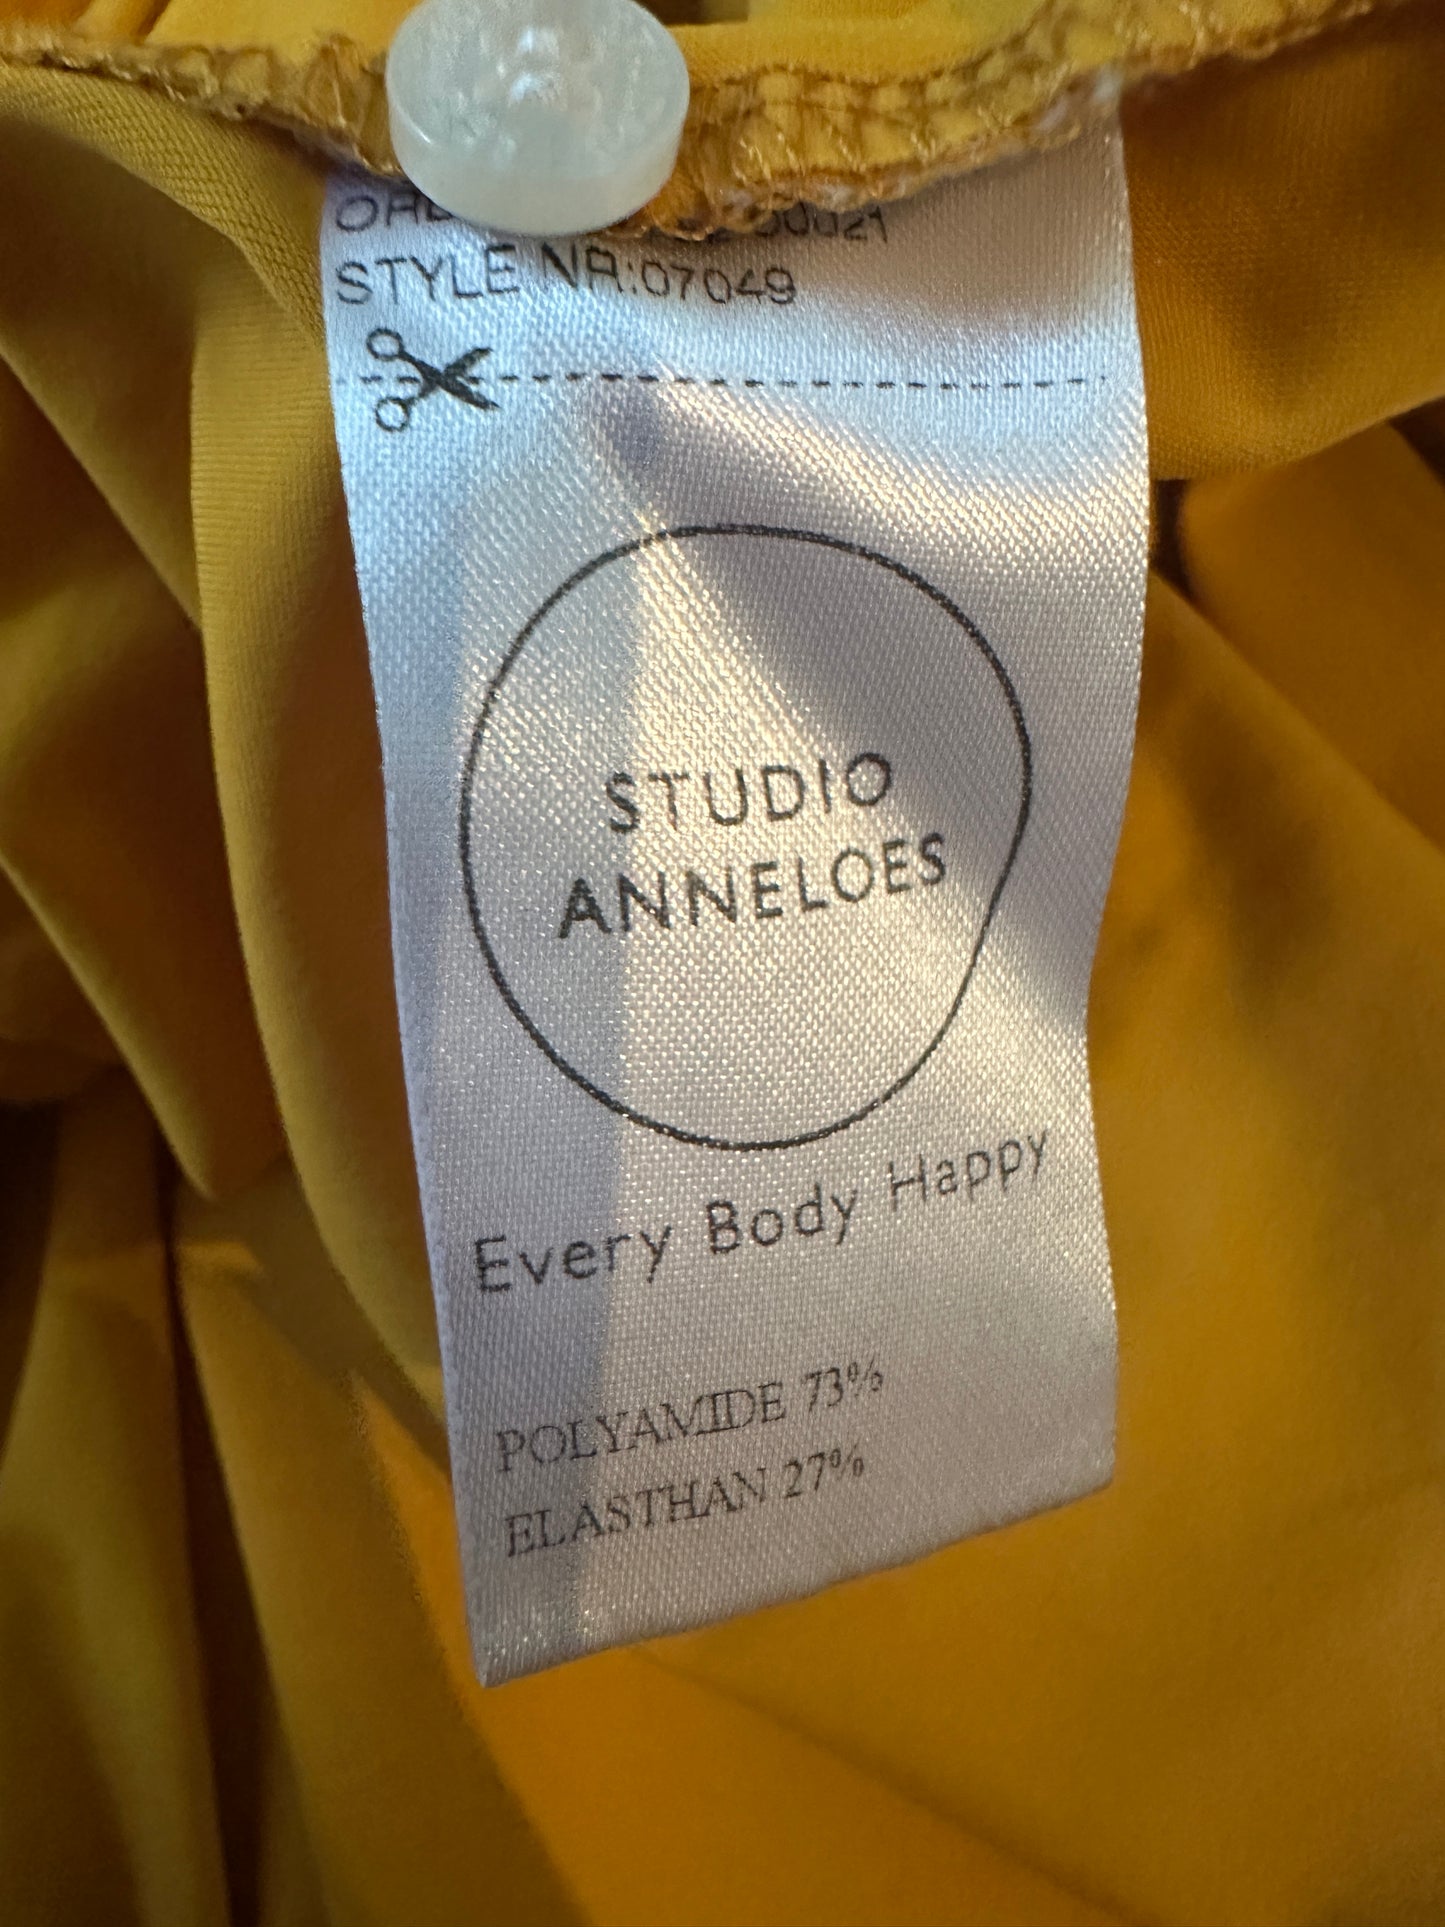 STYLE NR:07049
STUDIO
ANNELOES
Every Body Happy
POLYAMIDE 73%
ELASTHAN 27%